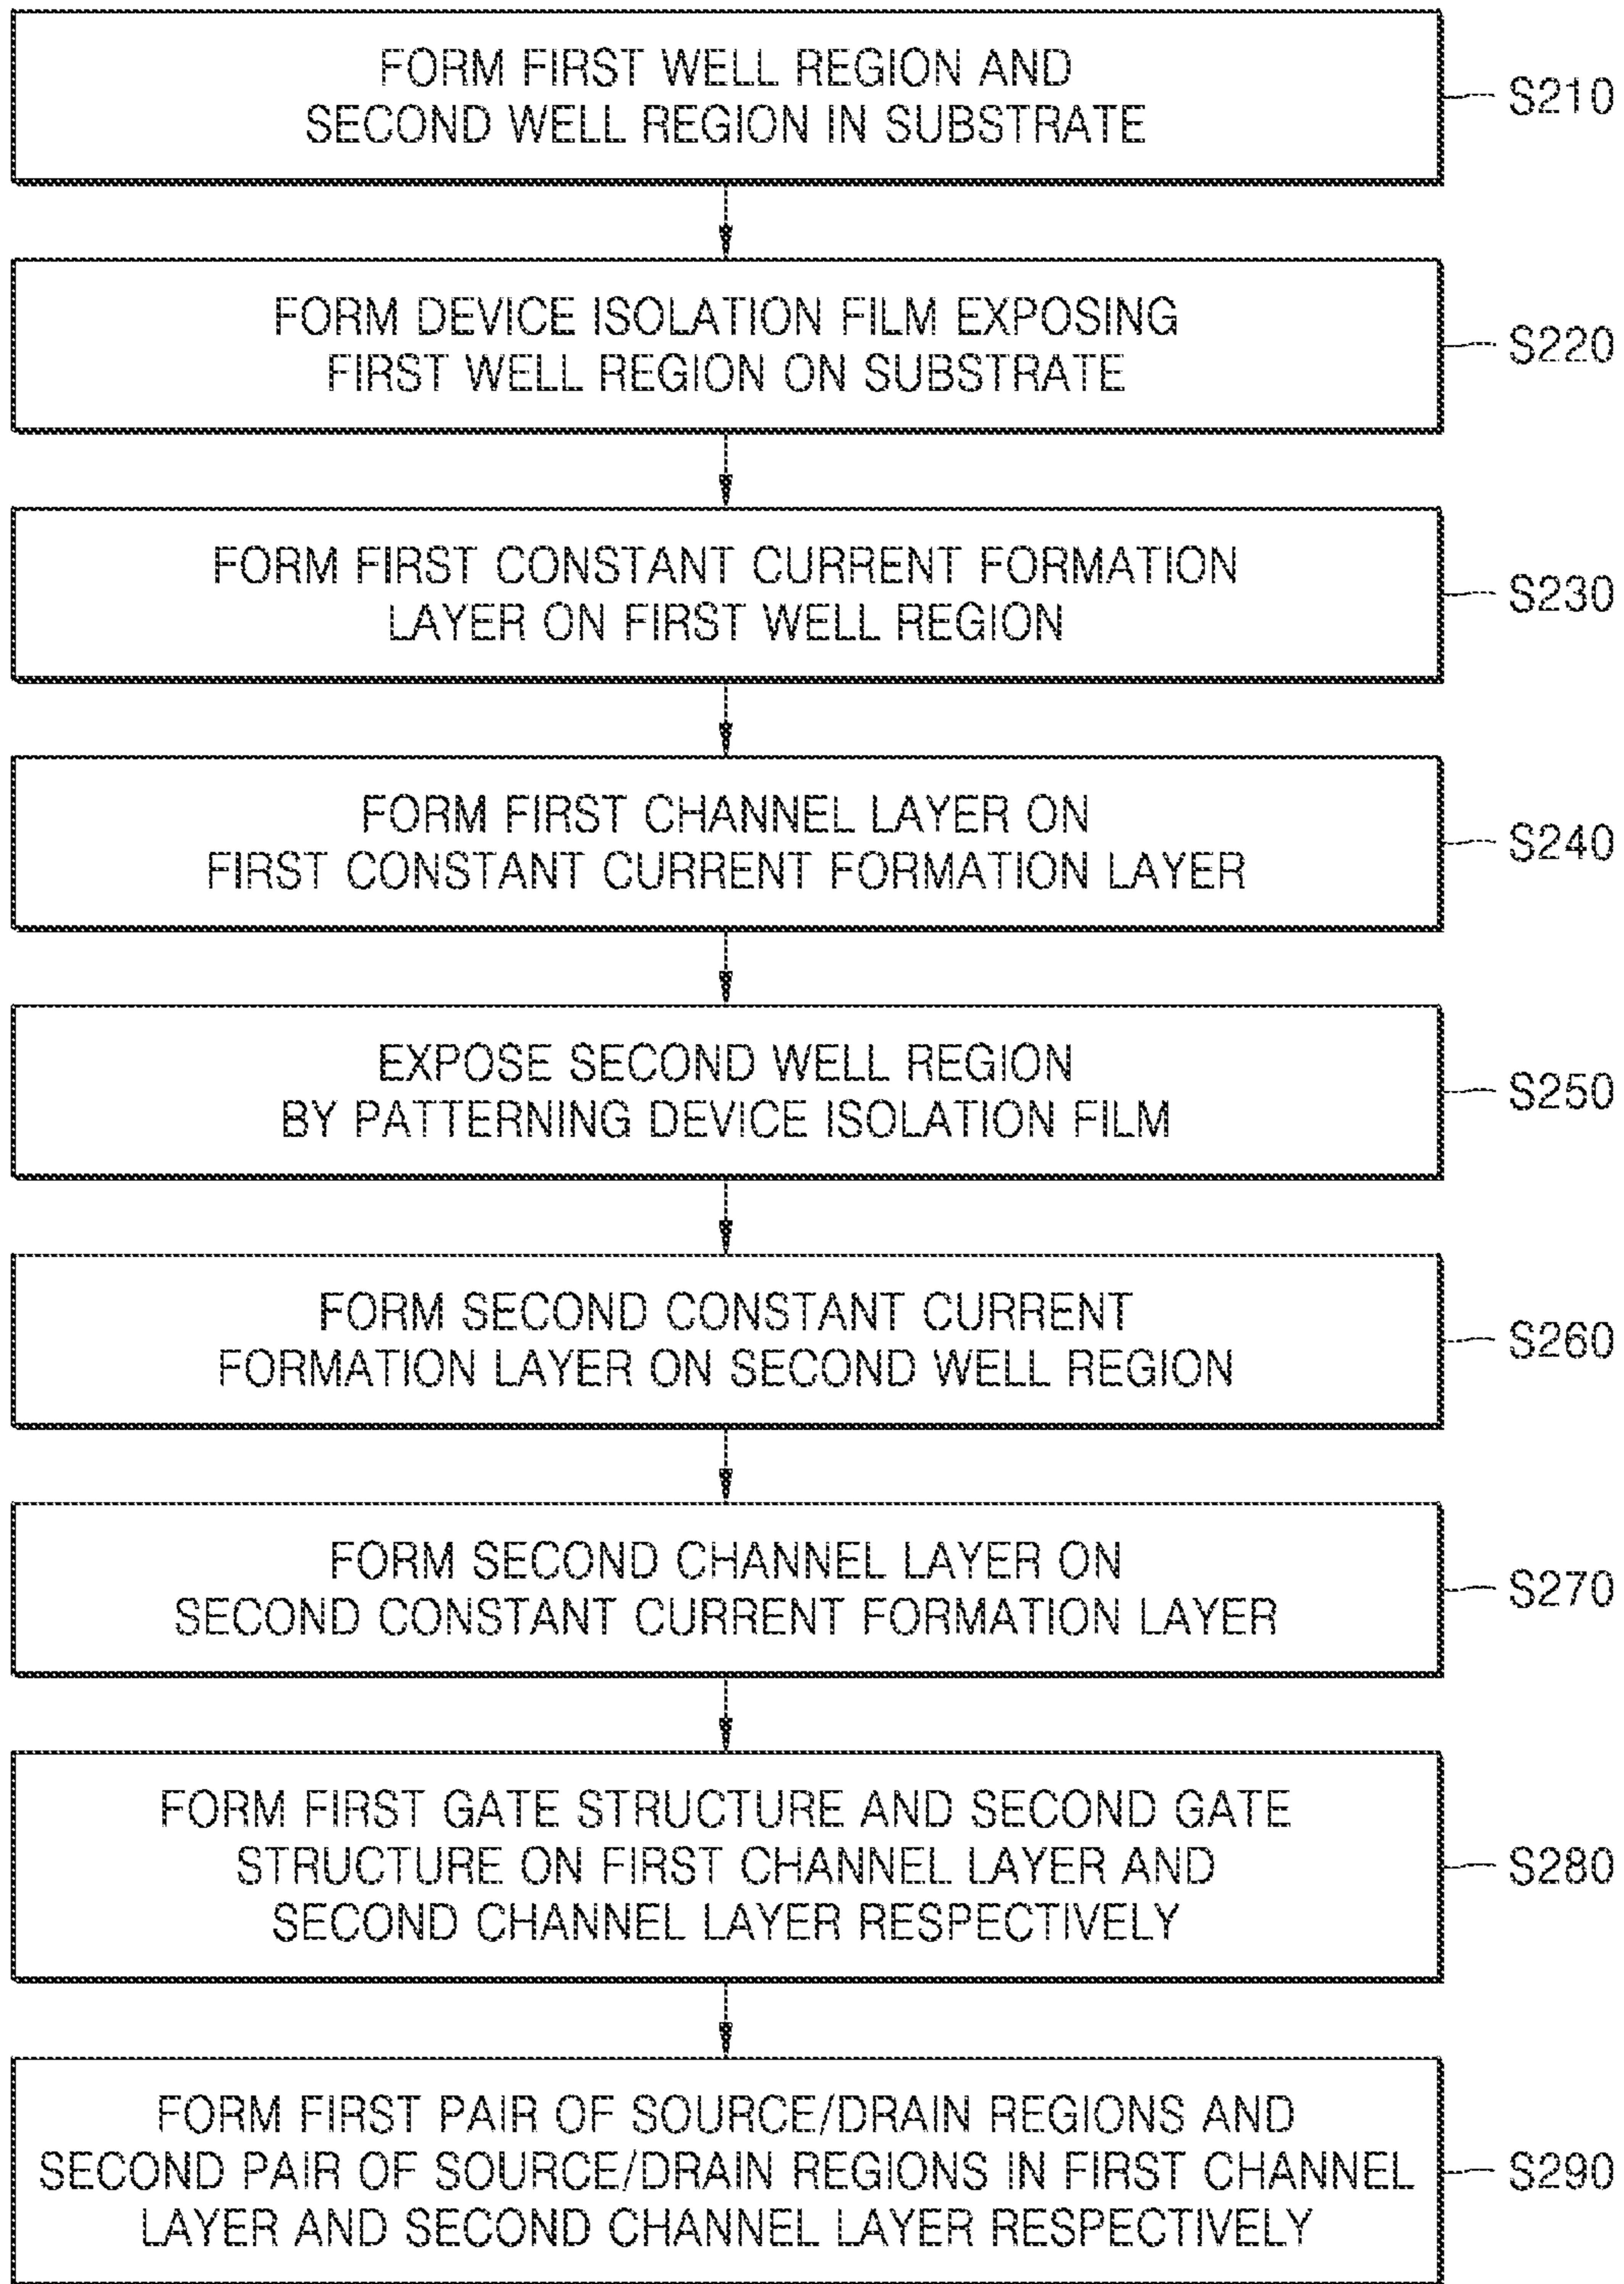 FORM FIRST WELL REGION AND
SECOND WELL REGION IN SUBSTRATE
S210
FORM DEVICE ISOLATION FILM EXPOSING
FIRST WELL REGION ON SUBSTRATE
S220
FORM FIRST CONSTANT CURRENT FORMATION
LAYER ON FIRST WELL REGION
S230
FORM FIRST CHANNEL LAYER ON
FIRST CONSTANT CURRENT FORMATION LAYER
S240
EXPOSE SECOND WELL REGION
BY PATTERNING DEVICE ISOLATION FILM
S250
FORM SECOND CONSTANT CURRENT
FORMATION LAYER ON SECOND WELL REGION
S260
FORM SECOND CHANNEL LAYER ON
SECOND CONSTANT CURRENT FORMATION LAYER
S270
FORM FIRST GATE STRUCTURE AND SECOND GATE
STRUCTURE ON FIRST CHANNEL LAYER AND
SECOND CHANNEL LAYER RESPECTIVELY
S280
FORM FIRST PAIR OF SOURCE/DRAIN REGIONS AND
SECOND PAIR OF SOURCE/DRAIN REGIONS IN FIRST CHANNEL
LAYER AND SECOND CHANNEL LAYER RESPECTIVELY
S290